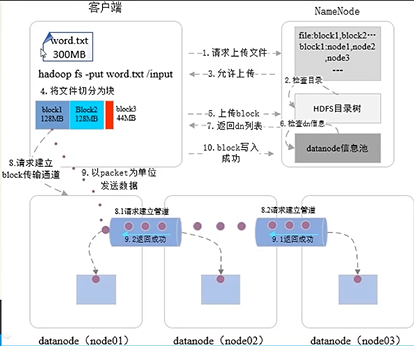 客户端
NameNode
word.txt
300MB
hadoop fs -put word.txt /input
4. 将文件切分为块
block1
128MB
Block2
128MB
block3
44MB
1. 请求上传文件
3. 允许上传
file:block1,block2…
block1:node1,node2
,node3
---
2.检查目录
HDFS目录树
5. 上传block
7. 返回dn列表
6.检查dn信息
datanode信息池
10.block写入
成功
8.请求建立
block传输通道
9.以packet为单位
发送数据
8.1请求建立管道
9.2返回成功
8.2请求建立管道
9.1返回成功
datanode（node01）
datanode（node02）
datanode(node03)